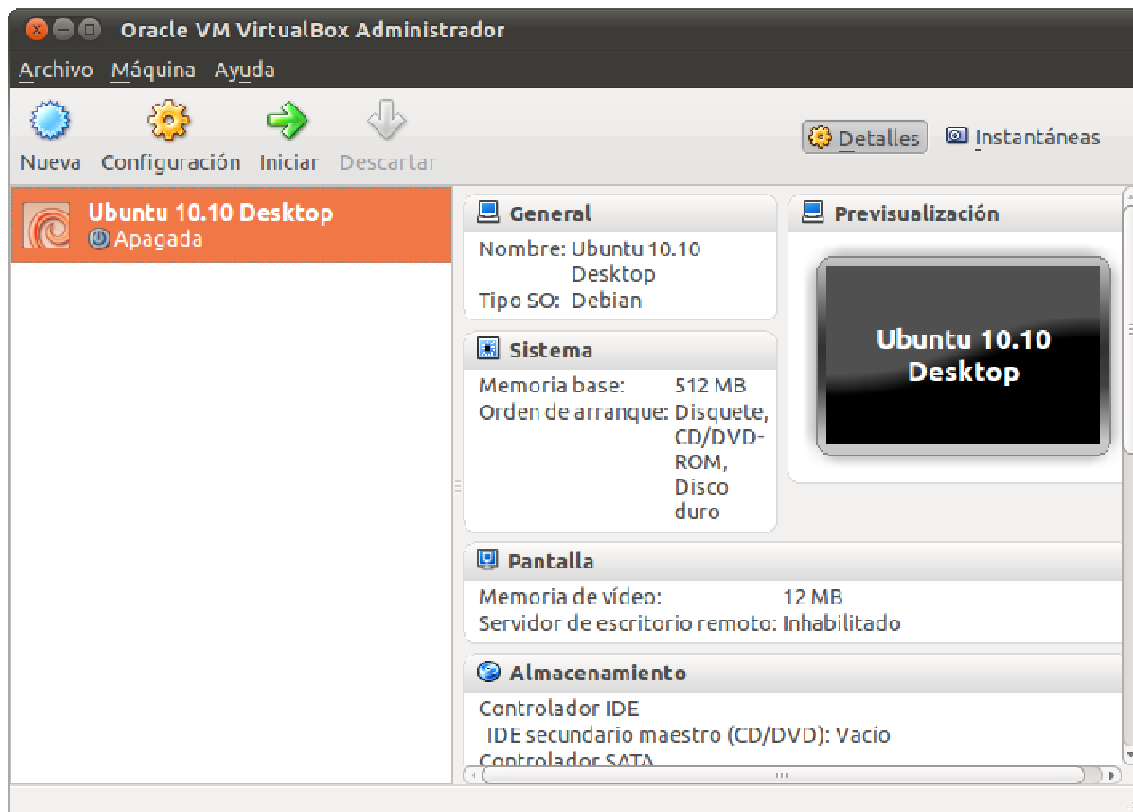 Oracle VM VirtualBox Administrador
Archivo Máquina Ayuda
Nueva Configuración Iniciar Descartar
Detalles Instantáneas
Ubuntu 10.10 Desktop
Apagada
General
Nombre: Ubuntu 10.10
Desktop
Tipo SO: Debian
Previsualización
Ubuntu 10.10
Desktop
Sistema
Memoria base: 512 MB
Orden de arranque: Disquete,
CD/DVD-
ROM,
Disco
duro
Pantalla
Memoria de vídeo: 12 MB
Servidor de escritorio remoto: Inhabilitado
Almacenamiento
Controlador IDE
IDE secundario maestro (CD/DVD): Vacío
Controlador SATA